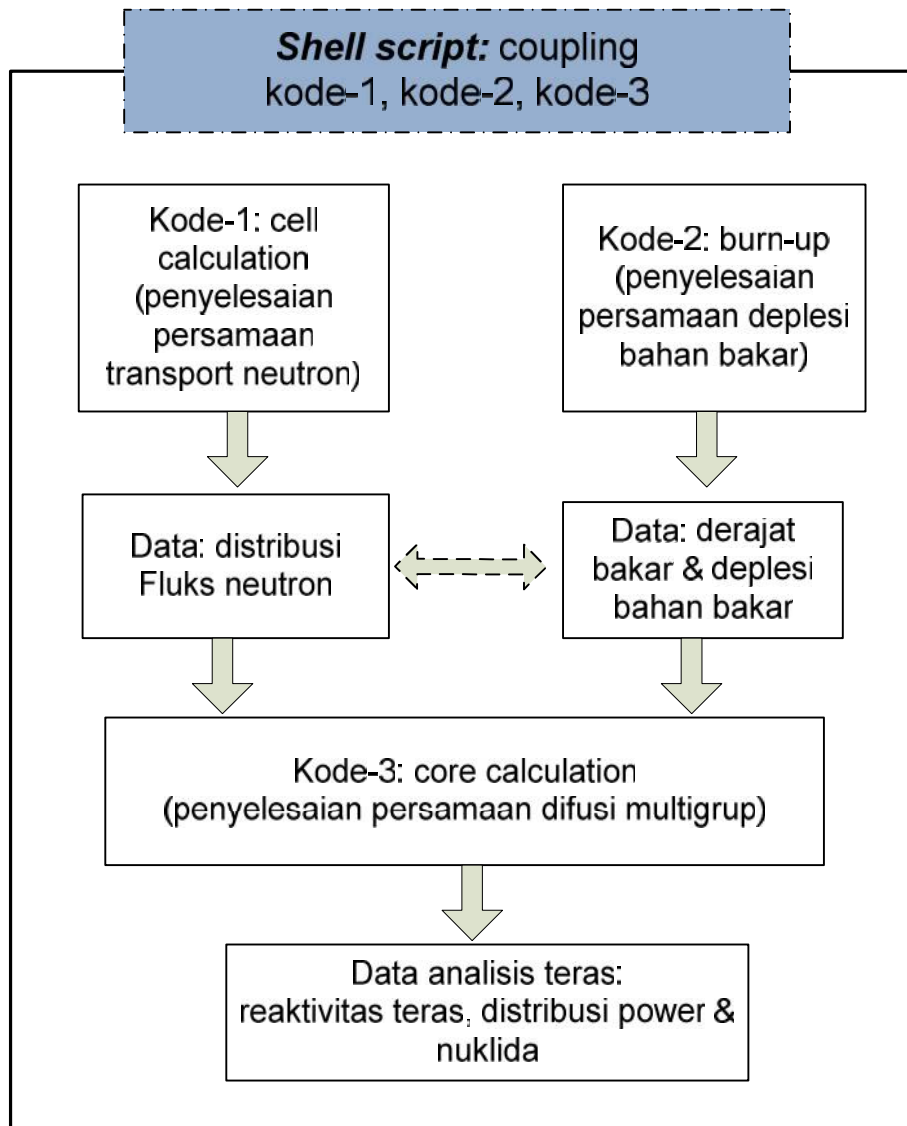 Shell script: coupling
kode-1, kode-2, kode-3
Kode-1: cell
calculation
(penyelesaian
persamaan
transport neutron)
Kode-2: burn-up
(penyelesaian
persamaan deplesi
bahan bakar)
Data: distribusi
Fluks neutron
Data: derajat
bakar & deplesi
bahan bakar
Kode-3: core calculation
(penyelesaian persamaan difusi multigrup)
Data analisis teras:
reaktivitas teras, distribusi power &
nuklida